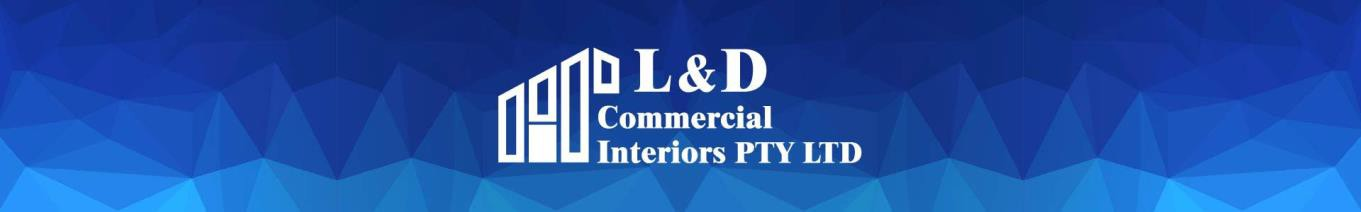 L&D
Commercial
Interiors PTY LTD